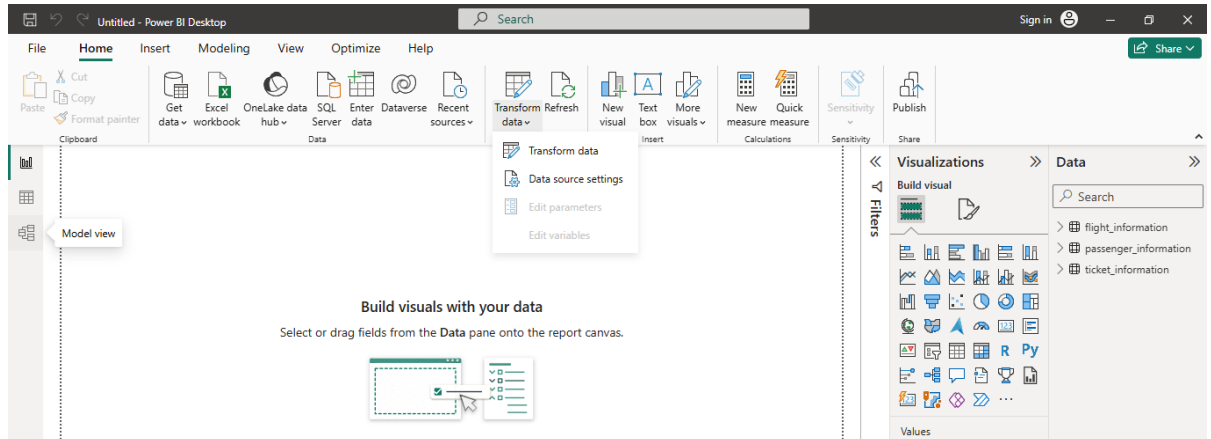 Untitled - Power BI Desktop
Search
Sign in
File Home Insert Modeling View Optimize Help
Share
Paste
Cut
Copy
Format painter
Clipboard
Get data
Excel workbook
OneLake data hub
SQL Server
Enter data
Dataverse
Recent sources
Data
Transform data
Refresh
New visual
Text box
More visuals
Insert
New measure
Quick measure
Calculations
Sensitivity
Sensitivity
Publish
Share
Transform data
Data source settings
Edit parameters
Edit variables
Model view
Build visuals with your data
Select or drag fields from the Data pane onto the report canvas.
Filters
Visualizations
Build visual
R Py
123
123
Values
Data
Search
flight_information
passenger_information
ticket_information